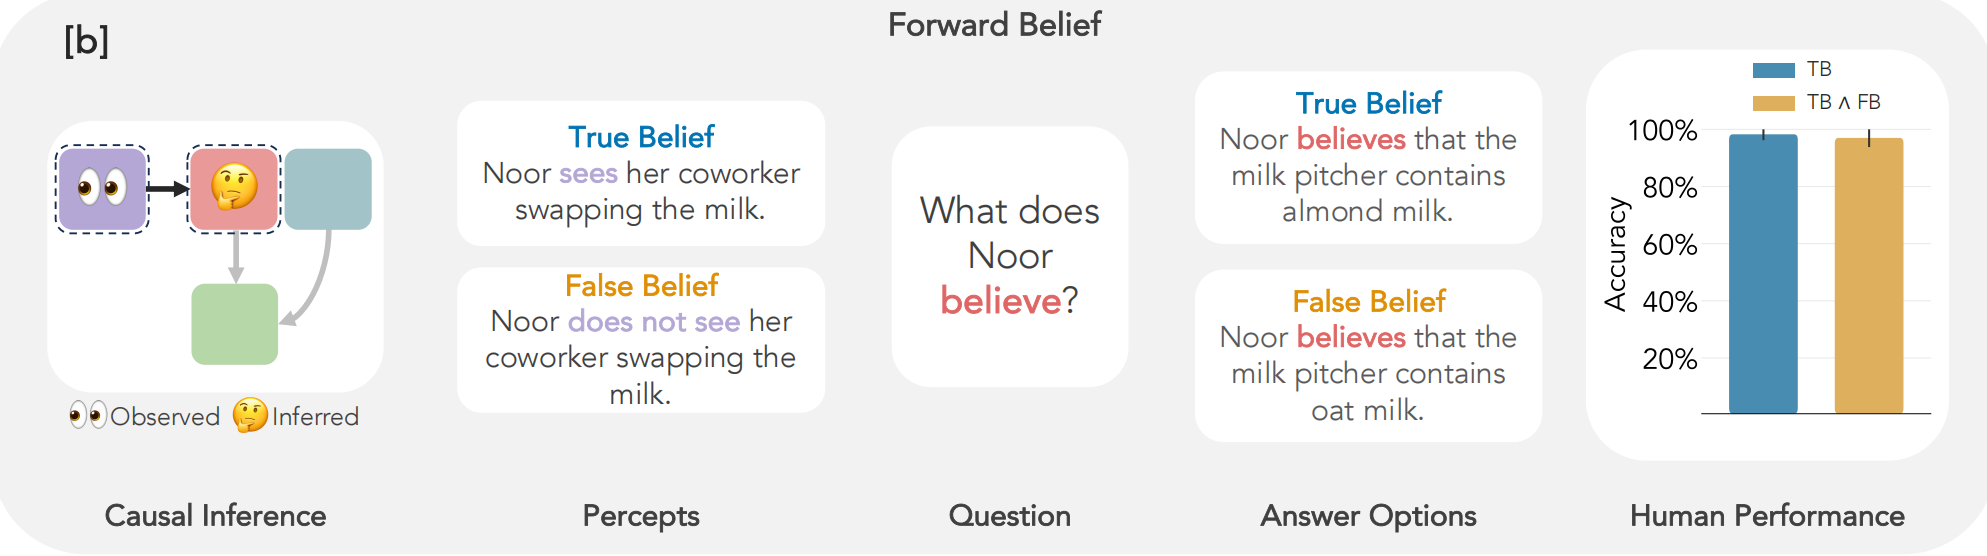 Forward Belief
[b]
Observed
Inferred
Causal Inference
True Belief
Noor sees her coworker
swapping the milk.
False Belief
Noor does not see her
coworker swapping the
milk.
Percepts
What does
Noor
believe?
Question
True Belief
Noor believes that the
milk pitcher contains
almond milk.
False Belief
Noor believes that the
milk pitcher contains
oat milk.
Answer Options
TB
TB ∧ FB
Accuracy
100%
80%
60%
40%
20%
Human Performance